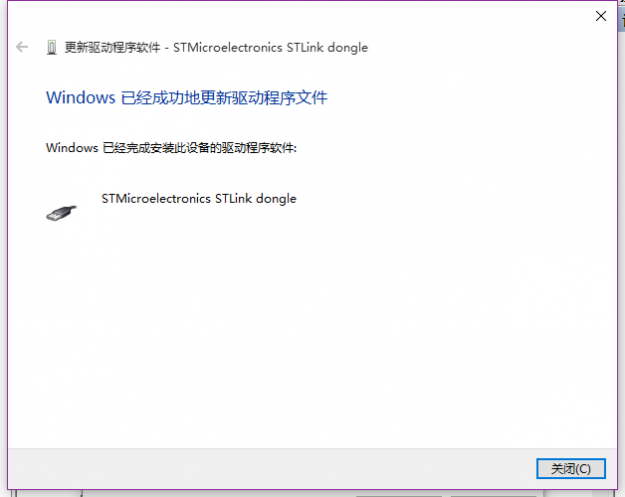 更新驱动程序软件 - STMicroelectronics STLink dongle
Windows 已经成功地更新驱动程序文件
Windows 已经完成安装此设备的驱动程序软件:
STMicroelectronics STLink dongle
关闭(C)